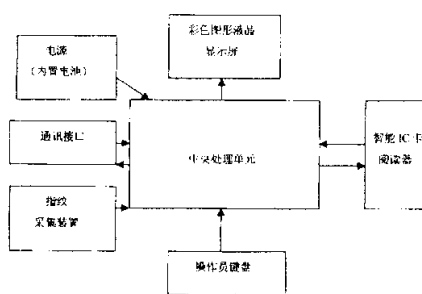 彩色图形液晶
显示屏
电源
（内置电池）
通讯接口
中央处理单元
智能 IC 卡
阅读器
指纹
采集装置
操作员键盘